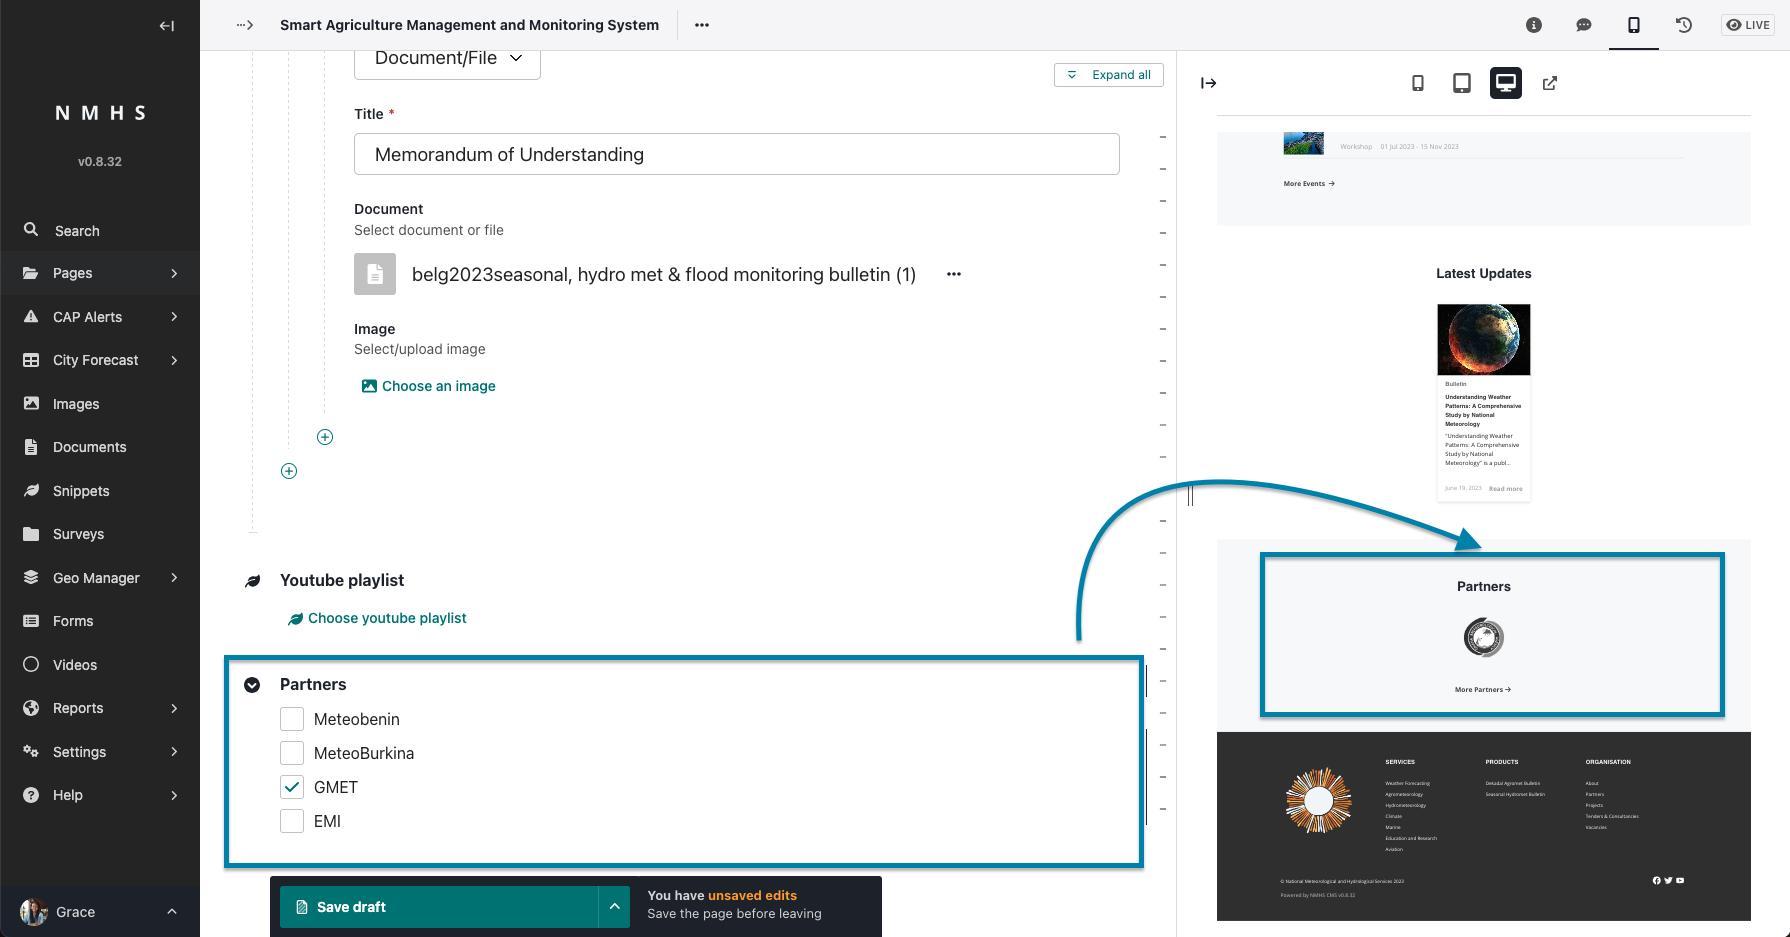 Smart Agriculture Management and Monitoring System
LIVE
N M H S
v0.8.32
Search
Pages
CAP Alerts
City Forecast
Images
Documents
Snippets
Surveys
Geo Manager
Forms
Videos
Reports
Settings
Help
Grace
Document/File
Expand all
Title *
Memorandum of Understanding
Document
Select document or file
belg2023seasonal, hydro met & flood monitoring bulletin (1)
Image
Select/upload image
Choose an image
Youtube playlist
Choose youtube playlist
Partners
Meteobenin
MeteoBurkina
GMET
EMI
Save draft
You have unsaved edits
Save the page before leaving
Workshop 01 Jul 2023 - 15 Nov 2023
More Events →
Latest Updates
Bulletin
Understanding Weather
Patterns: A Comprehensive
Study by National
Meteorology
"Understanding Weather
Patterns: A Comprehensive
Study by National
Meteorology" is a publ...
June 19, 2023 Read more
Partners
More Partners →
SERVICES
Weather Forecasting
Agrometeorology
Hydrometeorology
Climate
Marine
Education and Research
Aviation
PRODUCTS
Dekadal Agromet Bulletin
Seasonal Hydromet Bulletin
ORGANISATION
About
Partners
Projects
Tenders & Consultancies
Vacancies
© National Meteorological and Hydrological Services 2023
Powered by NMHS CMS v0.8.32